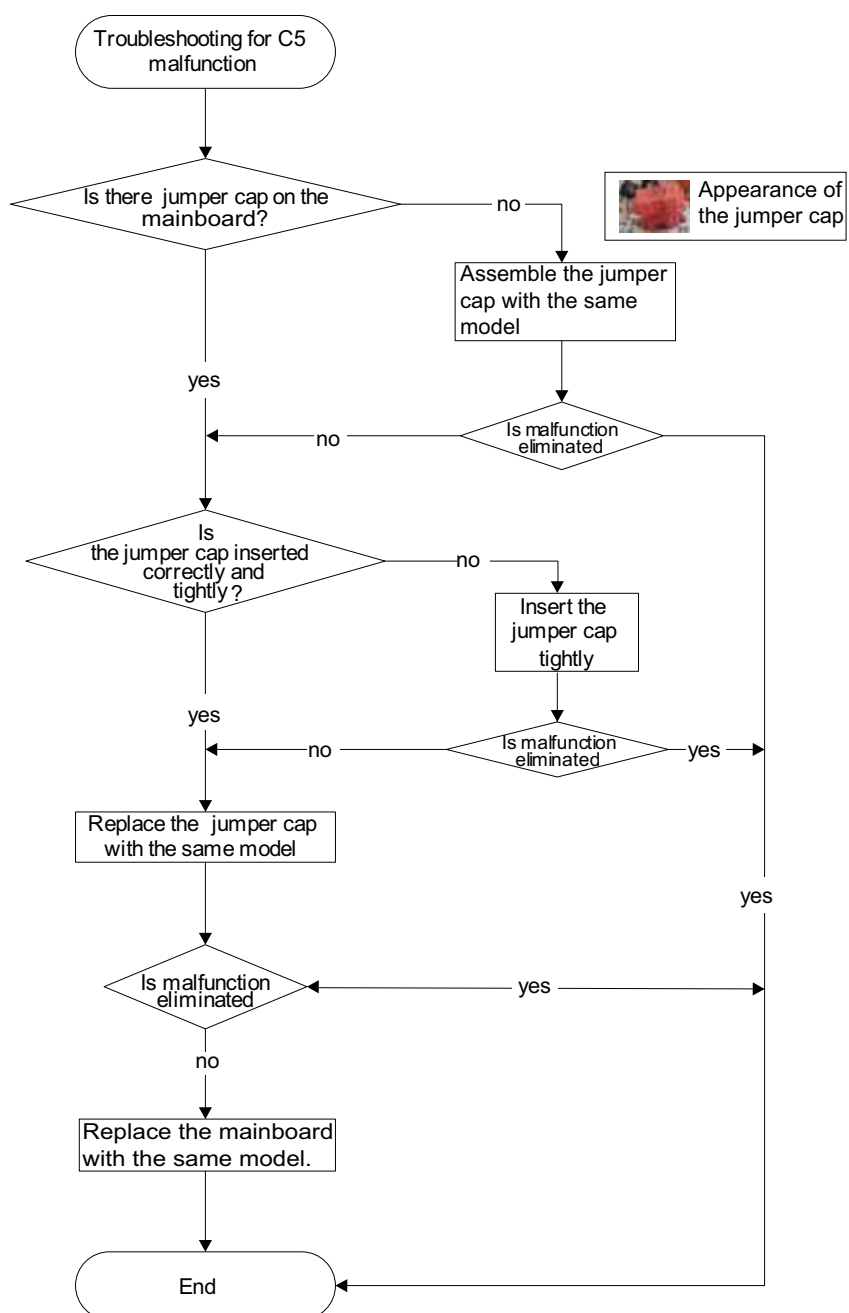 Troubleshooting for C5
malfunction
Is there jumper cap on the
mainboard?
no
Appearance of
the jumper cap
Assemble the jumper
cap with the same
model
yes
Is malfunction
eliminated
no
Is
the jumper cap inserted
correctly and
tightly?
no
Insert the
jumper cap
tightly
yes
Is malfunction
eliminated
no
yes
Replace the jumper cap
with the same model
yes
Is malfunction
eliminated
yes
no
Replace the mainboard
with the same model.
End